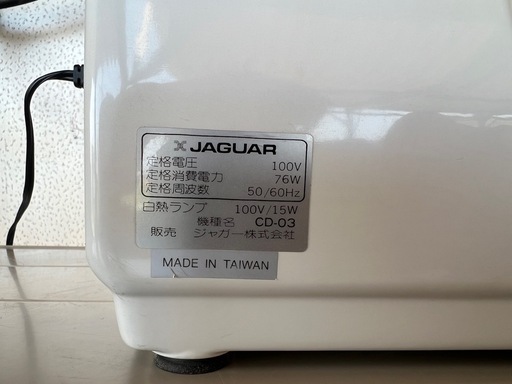 JAGUAR
定格電圧 100V
定格消費電力 76W
定格周波数 50/60Hz
白熱ランプ 100V/15W
機種名 CD-03
販売 ジャガー株式会社
MADE IN TAIWAN